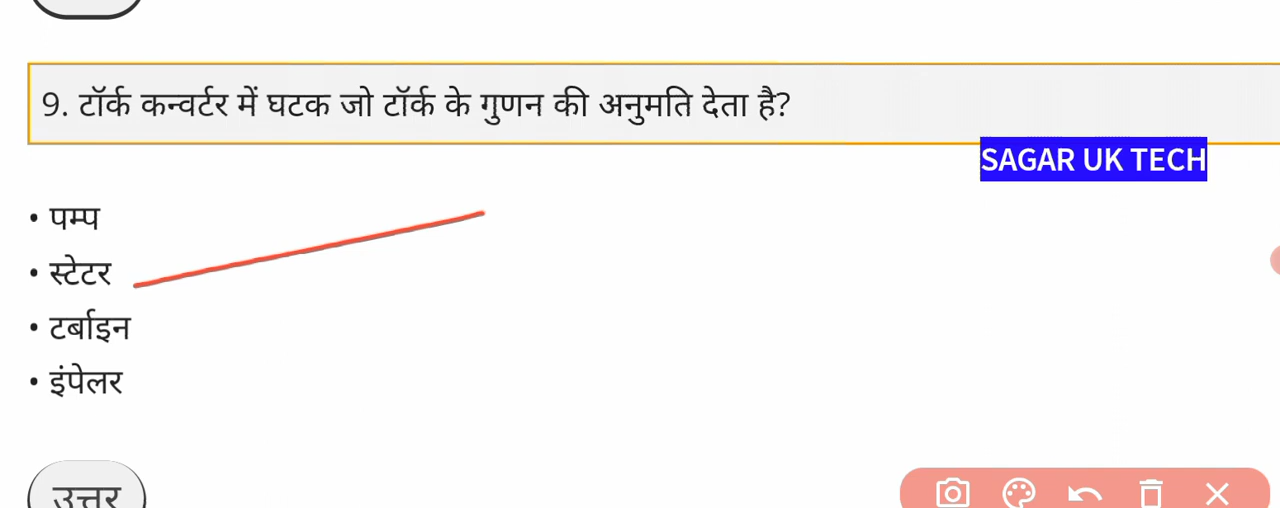 9. टॉर्क कन्वर्टर में घटक जो टॉर्क के गुणन की अनुमति देता है?
SAGAR UK TECH
• पम्प
• स्टेटर
• टर्बाइन
• इंपेलर
उत्तर